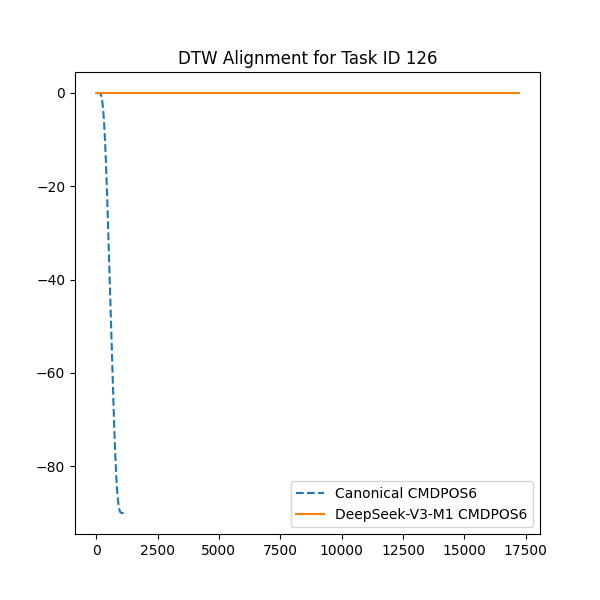 DTW Alignment for Task ID 126
0
−20
−40
−60
−80
Canonical CMDPOS6
DeepSeek-V3-M1 CMDPOS6
0 2500 5000 7500 10000 12500 15000 17500